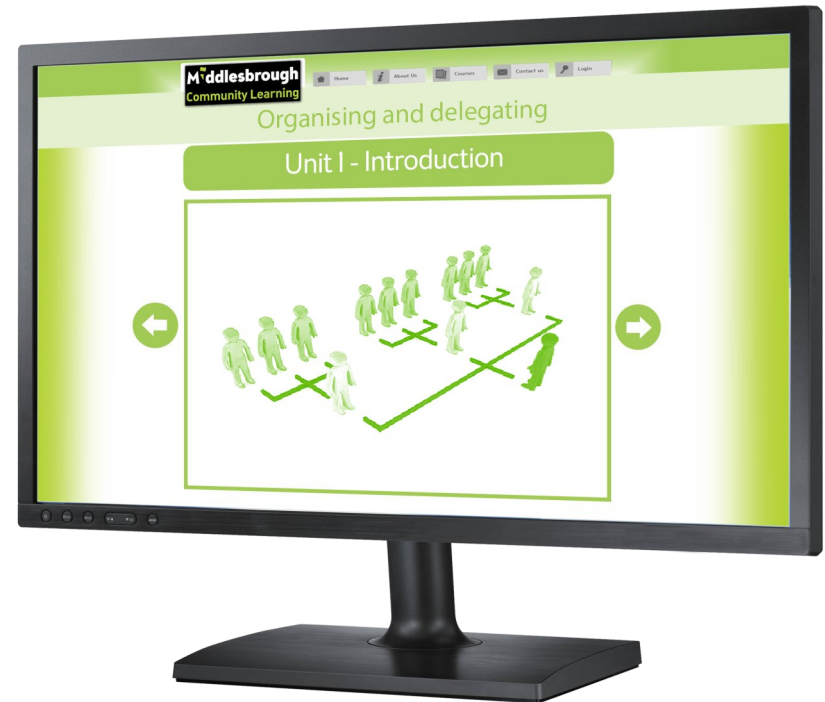 Middlesbrough
Community Learning
Home
About Us
Courses
Contact us
Login
Organising and delegating
Unit I - Introduction